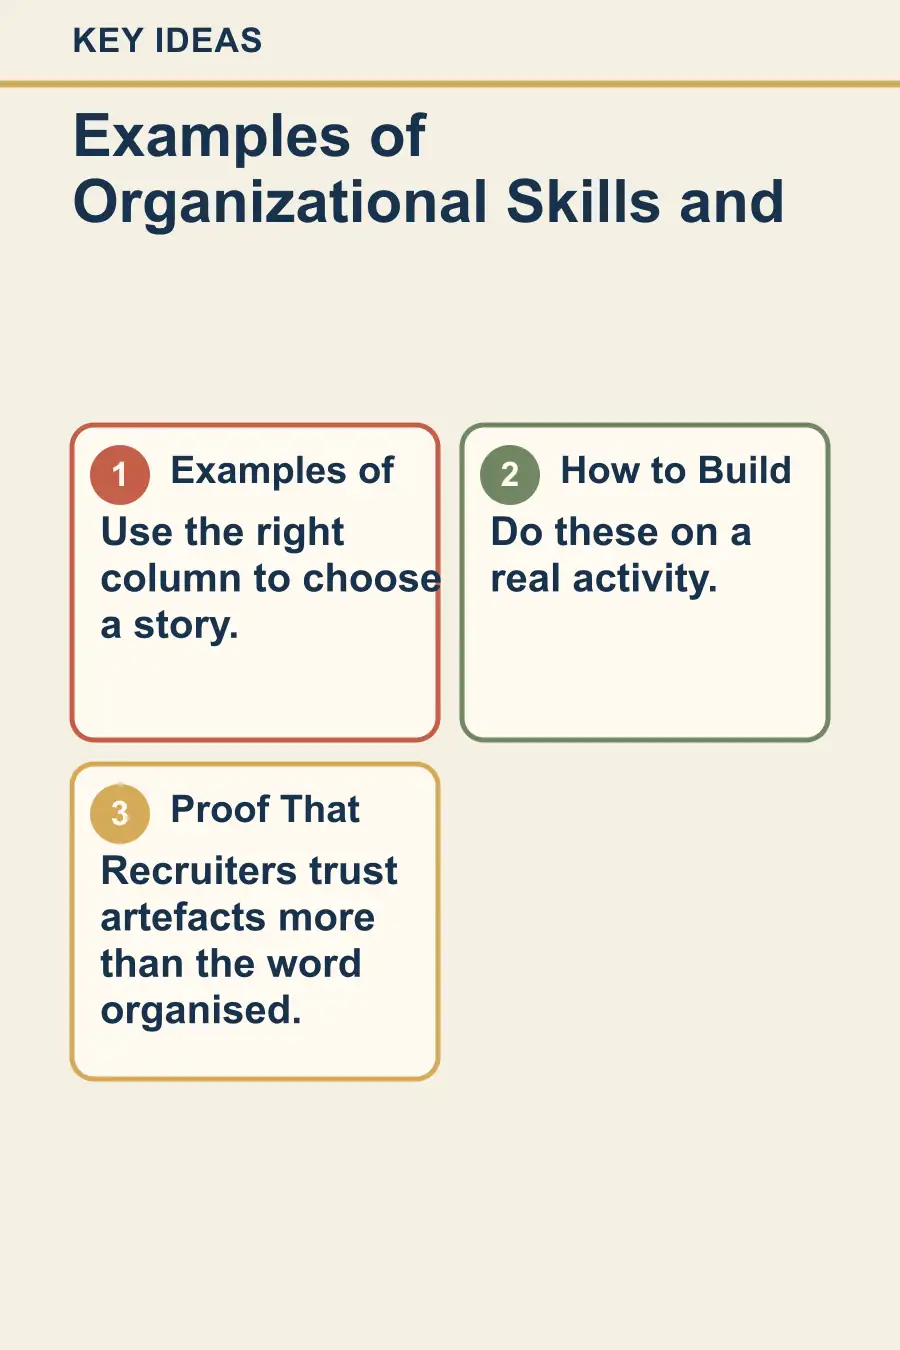 KEY IDEAS
Examples of
Organizational Skills and
1 Examples of
Use the right
column to choose
a story.
2 How to Build
Do these on a
real activity.
3 Proof That
Recruiters trust
artefacts more
than the word
organised.